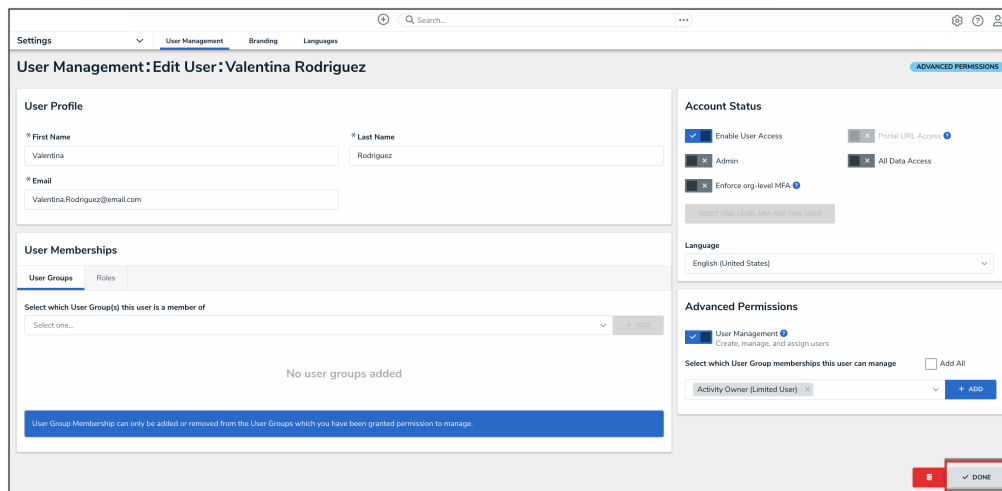 Search...
Settings
User Management
Branding
Languages
User Management:Edit User:Valentina Rodriguez
ADVANCED PERMISSIONS
User Profile
* First Name
* Last Name
Valentina
Rodriguez
* Email
Valentina.Rodriguez@email.com
User Memberships
User Groups
Roles
Select which User Group(s) this user is a member of
Select one...
+ ADD
No user groups added
User Group Membership can only be added or removed from the User Groups which you have been granted permission to manage.
Account Status
Enable User Access
Portal URL Access
Admin
All Data Access
Enforce org-level MFA
RESET ORG-LEVEL MFA FOR THIS USER
Language
English (United States)
Advanced Permissions
User Management
Create, manage, and assign users
Select which User Group memberships this user can manage
Add All
Activity Owner (Limited User)
+ ADD
DONE